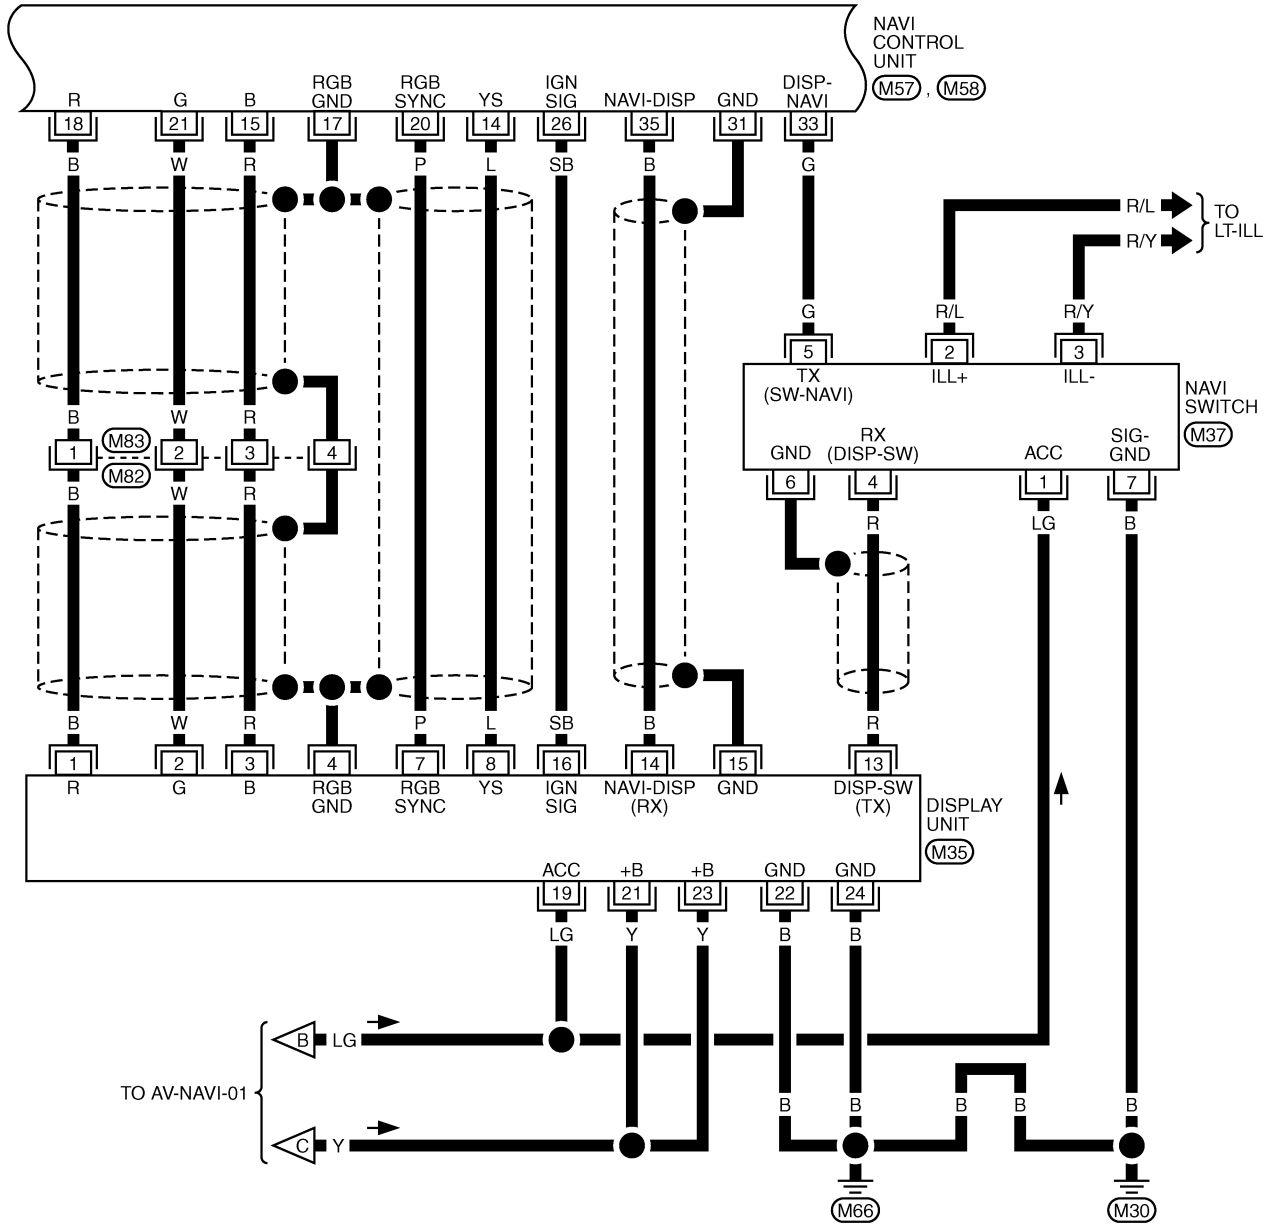 NAVI
CONTROL
UNIT
M57 , M58
R G B RGB GND RGB SYNC YS IGN SIG NAVI-DISP GND DISP-NAVI
18 21 15 17 20 14 26 35 31 33
B W R P L SB B G
R/L
R/Y
TO
LT-ILL
G R/L R/Y
5 2 3
TX
(SW-NAVI)
ILL+ ILL-
NAVI
SWITCH
M37
GND RX (DISP-SW) ACC SIG-GND
6 4 1 7
R LG B
B W R
M83
1 2 3 4
M82
B W R
B W R P L SB B R
1 2 3 4 7 8 16 14 15 13
R G B RGB GND RGB SYNC YS IGN SIG NAVI-DISP (RX) GND DISP-SW (TX)
DISPLAY
UNIT
M35
ACC +B +B GND GND
19 21 23 22 24
LG Y Y B B
B LG
TO AV-NAVI-01
C Y
B B B B B
M66 M30